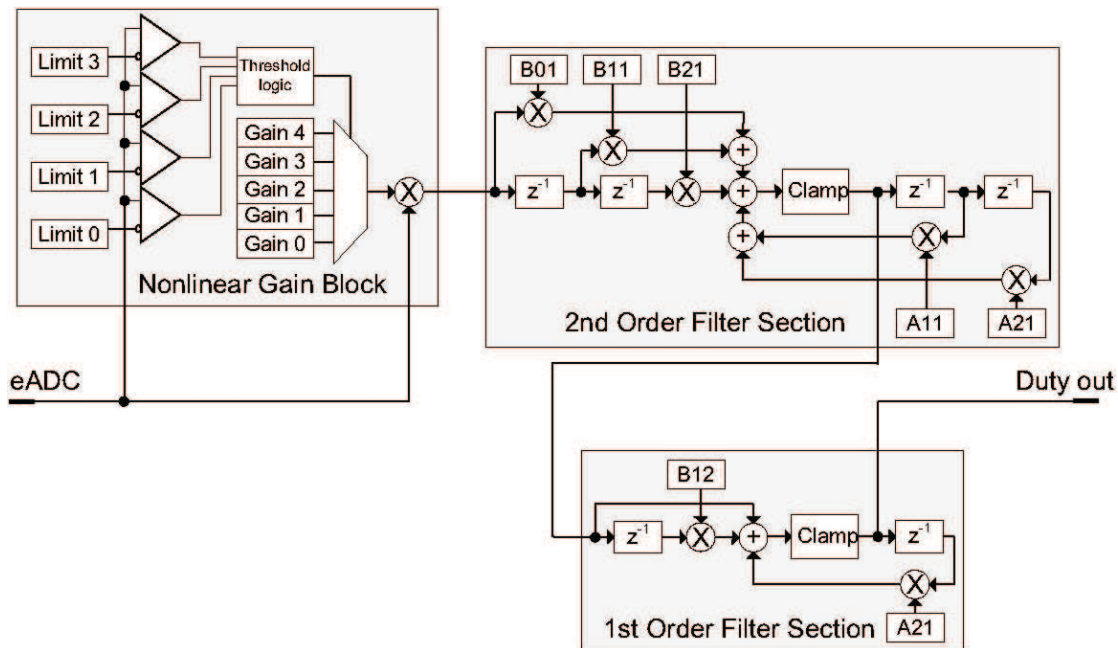 Limit 3
Limit 2
Limit 1
Limit 0
Threshold
logic
Gain 4
Gain 3
Gain 2
Gain 1
Gain 0
X
Nonlinear Gain Block
eADC
B01
B11
B21
X
X
X
z⁻¹
z⁻¹
+
+
+
Clamp
z⁻¹
z⁻¹
X
X
A11
A21
2nd Order Filter Section
Duty out
B12
z⁻¹
X
+
Clamp
z⁻¹
X
A21
1st Order Filter Section